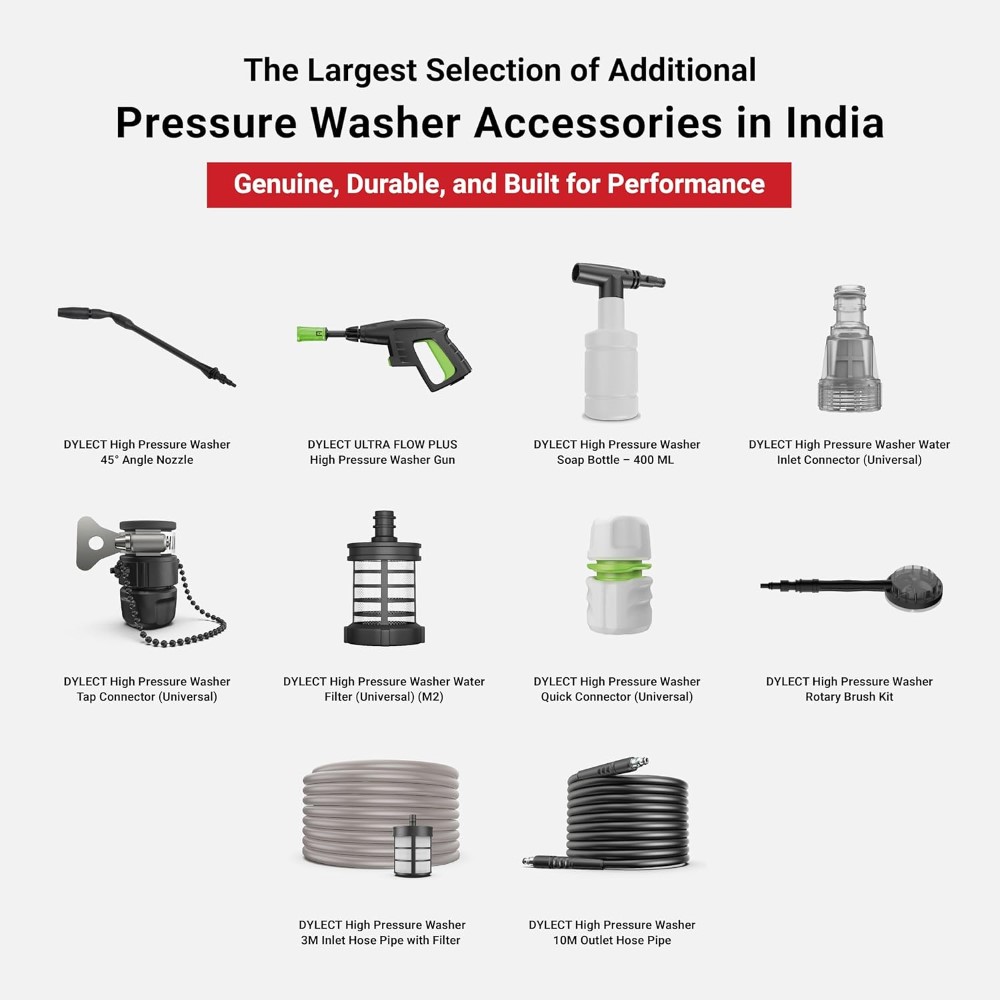 The Largest Selection of Additional
Pressure Washer Accessories in India
Genuine, Durable, and Built for Performance
DYLECT High Pressure Washer
45° Angle Nozzle
DYLECT ULTRA FLOW PLUS
High Pressure Washer Gun
DYLECT High Pressure Washer
Soap Bottle – 400 ML
DYLECT High Pressure Washer Water
Inlet Connector (Universal)
DYLECT High Pressure Washer
Tap Connector (Universal)
DYLECT High Pressure Washer Water
Filter (Universal) (M2)
DYLECT High Pressure Washer
Quick Connector (Universal)
DYLECT High Pressure Washer
Rotary Brush Kit
DYLECT High Pressure Washer
3M Inlet Hose Pipe with Filter
DYLECT High Pressure Washer
10M Outlet Hose Pipe